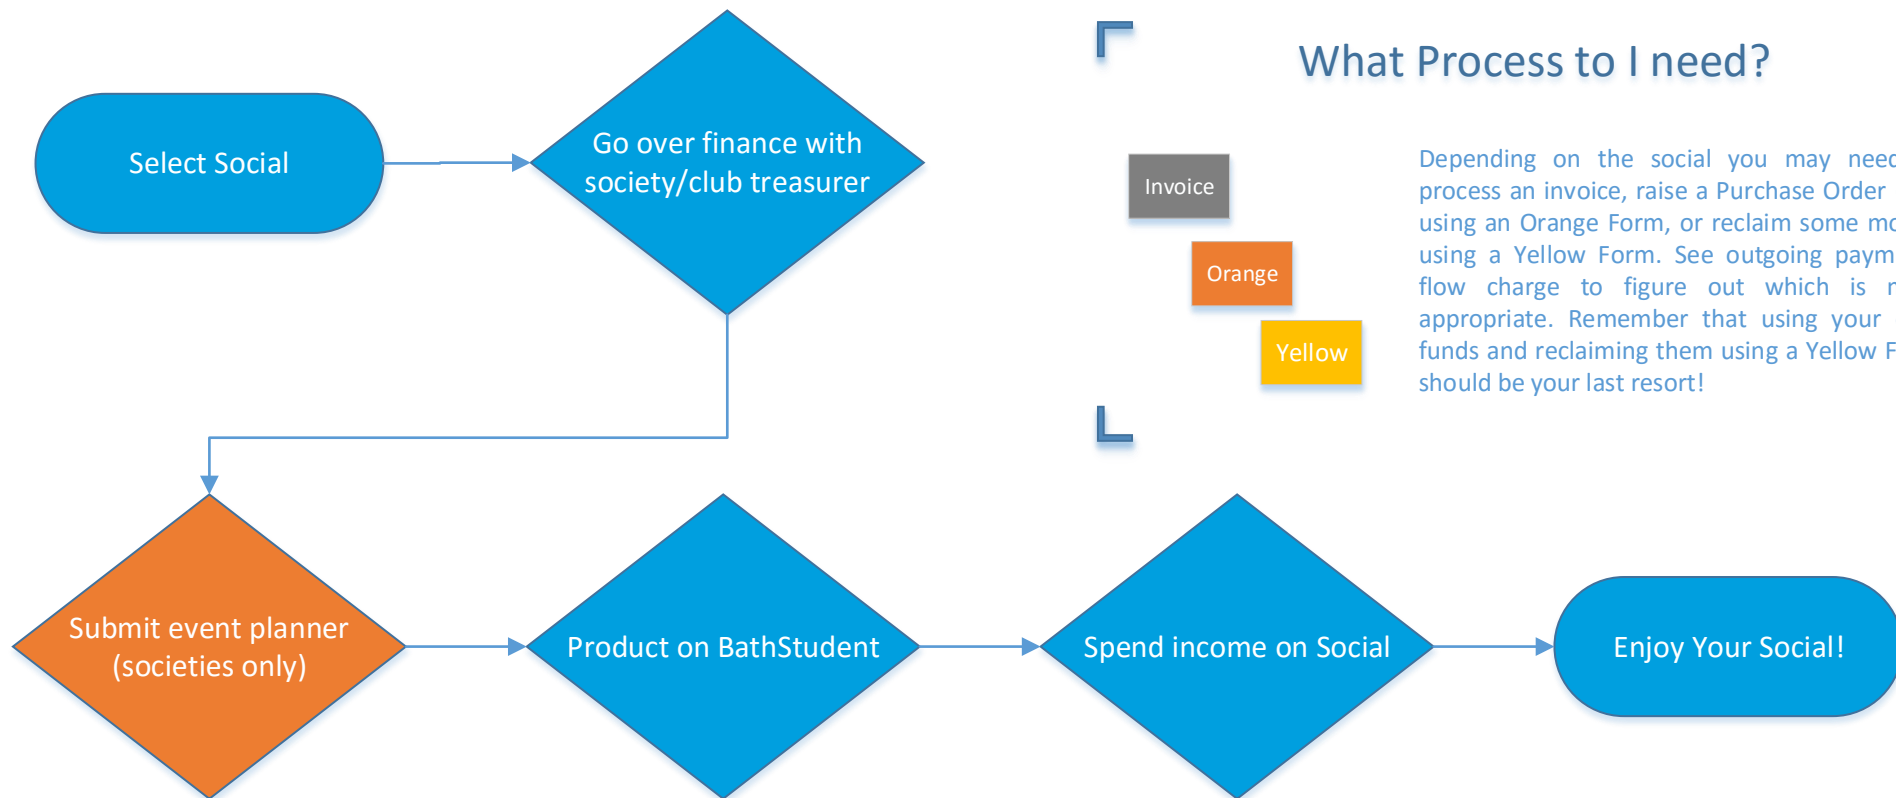 What Process to I need?
Select Social
Go over finance with
society/club treasurer
Invoice
Orange
Yellow
Depending on the social you may need
process an invoice, raise a Purchase Order
using an Orange Form, or reclaim some
using a Yellow Form. See outgoing
flow charge to figure out which is
appropriate. Remember that using your
funds and reclaiming them using a Yellow
should be your last resort!
Submit event planner
(societies only)
Product on BathStudent
Spend income on Social
Enjoy Your Social!